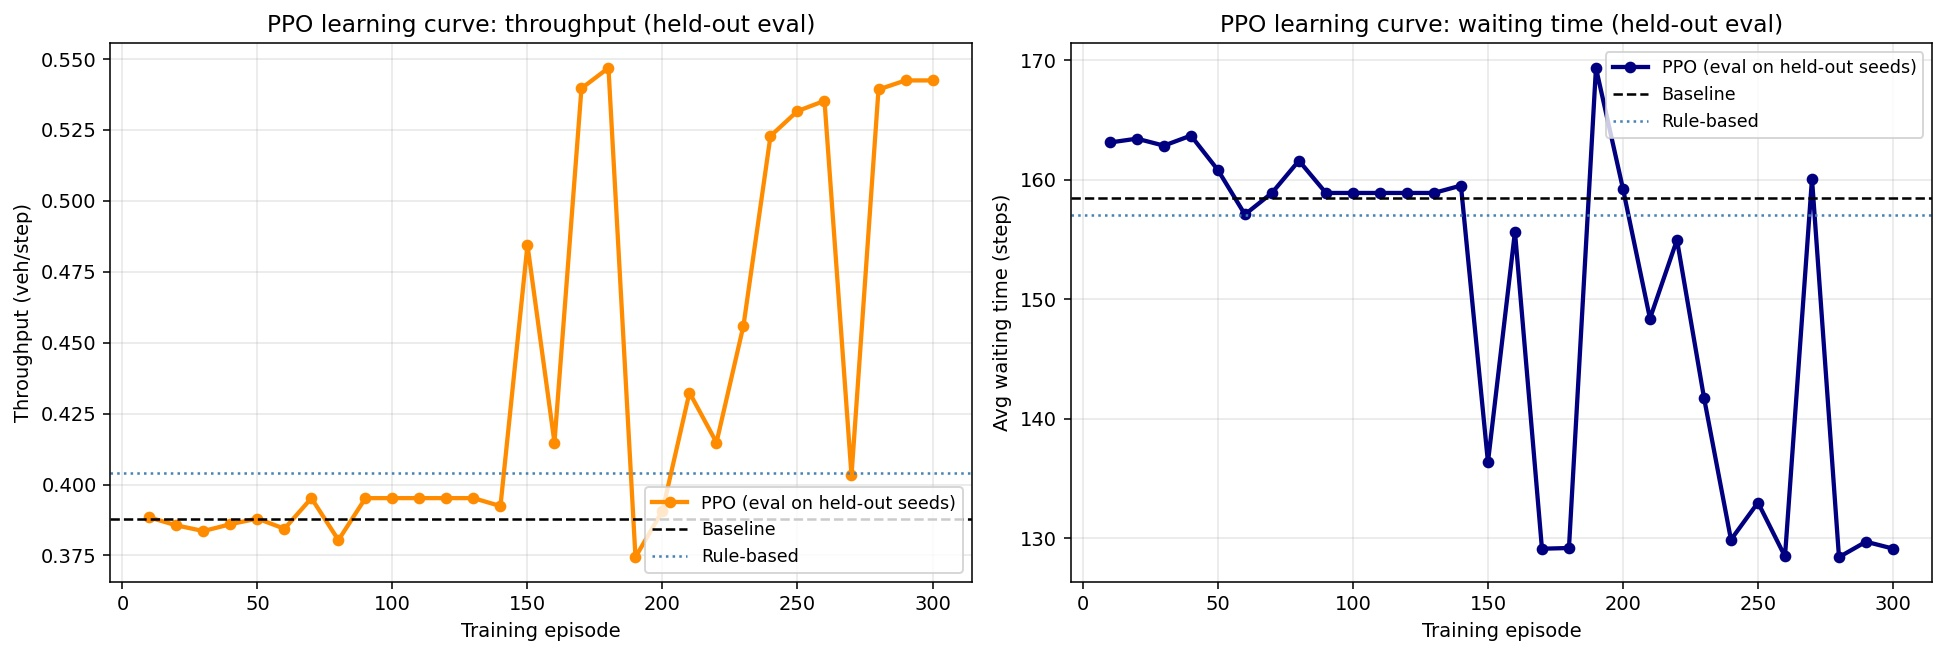 PPO learning curve: throughput (held-out eval)
Throughput (veh/step)
0.550
0.525
0.500
0.475
0.450
0.425
0.400
0.375
PPO (eval on held-out seeds)
Baseline
Rule-based
0
50
100
150
200
250
300
Training episode
PPO learning curve: waiting time (held-out eval)
Avg waiting time (steps)
170
160
150
140
130
PPO (eval on held-out seeds)
Baseline
Rule-based
0
50
100
150
200
250
300
Training episode